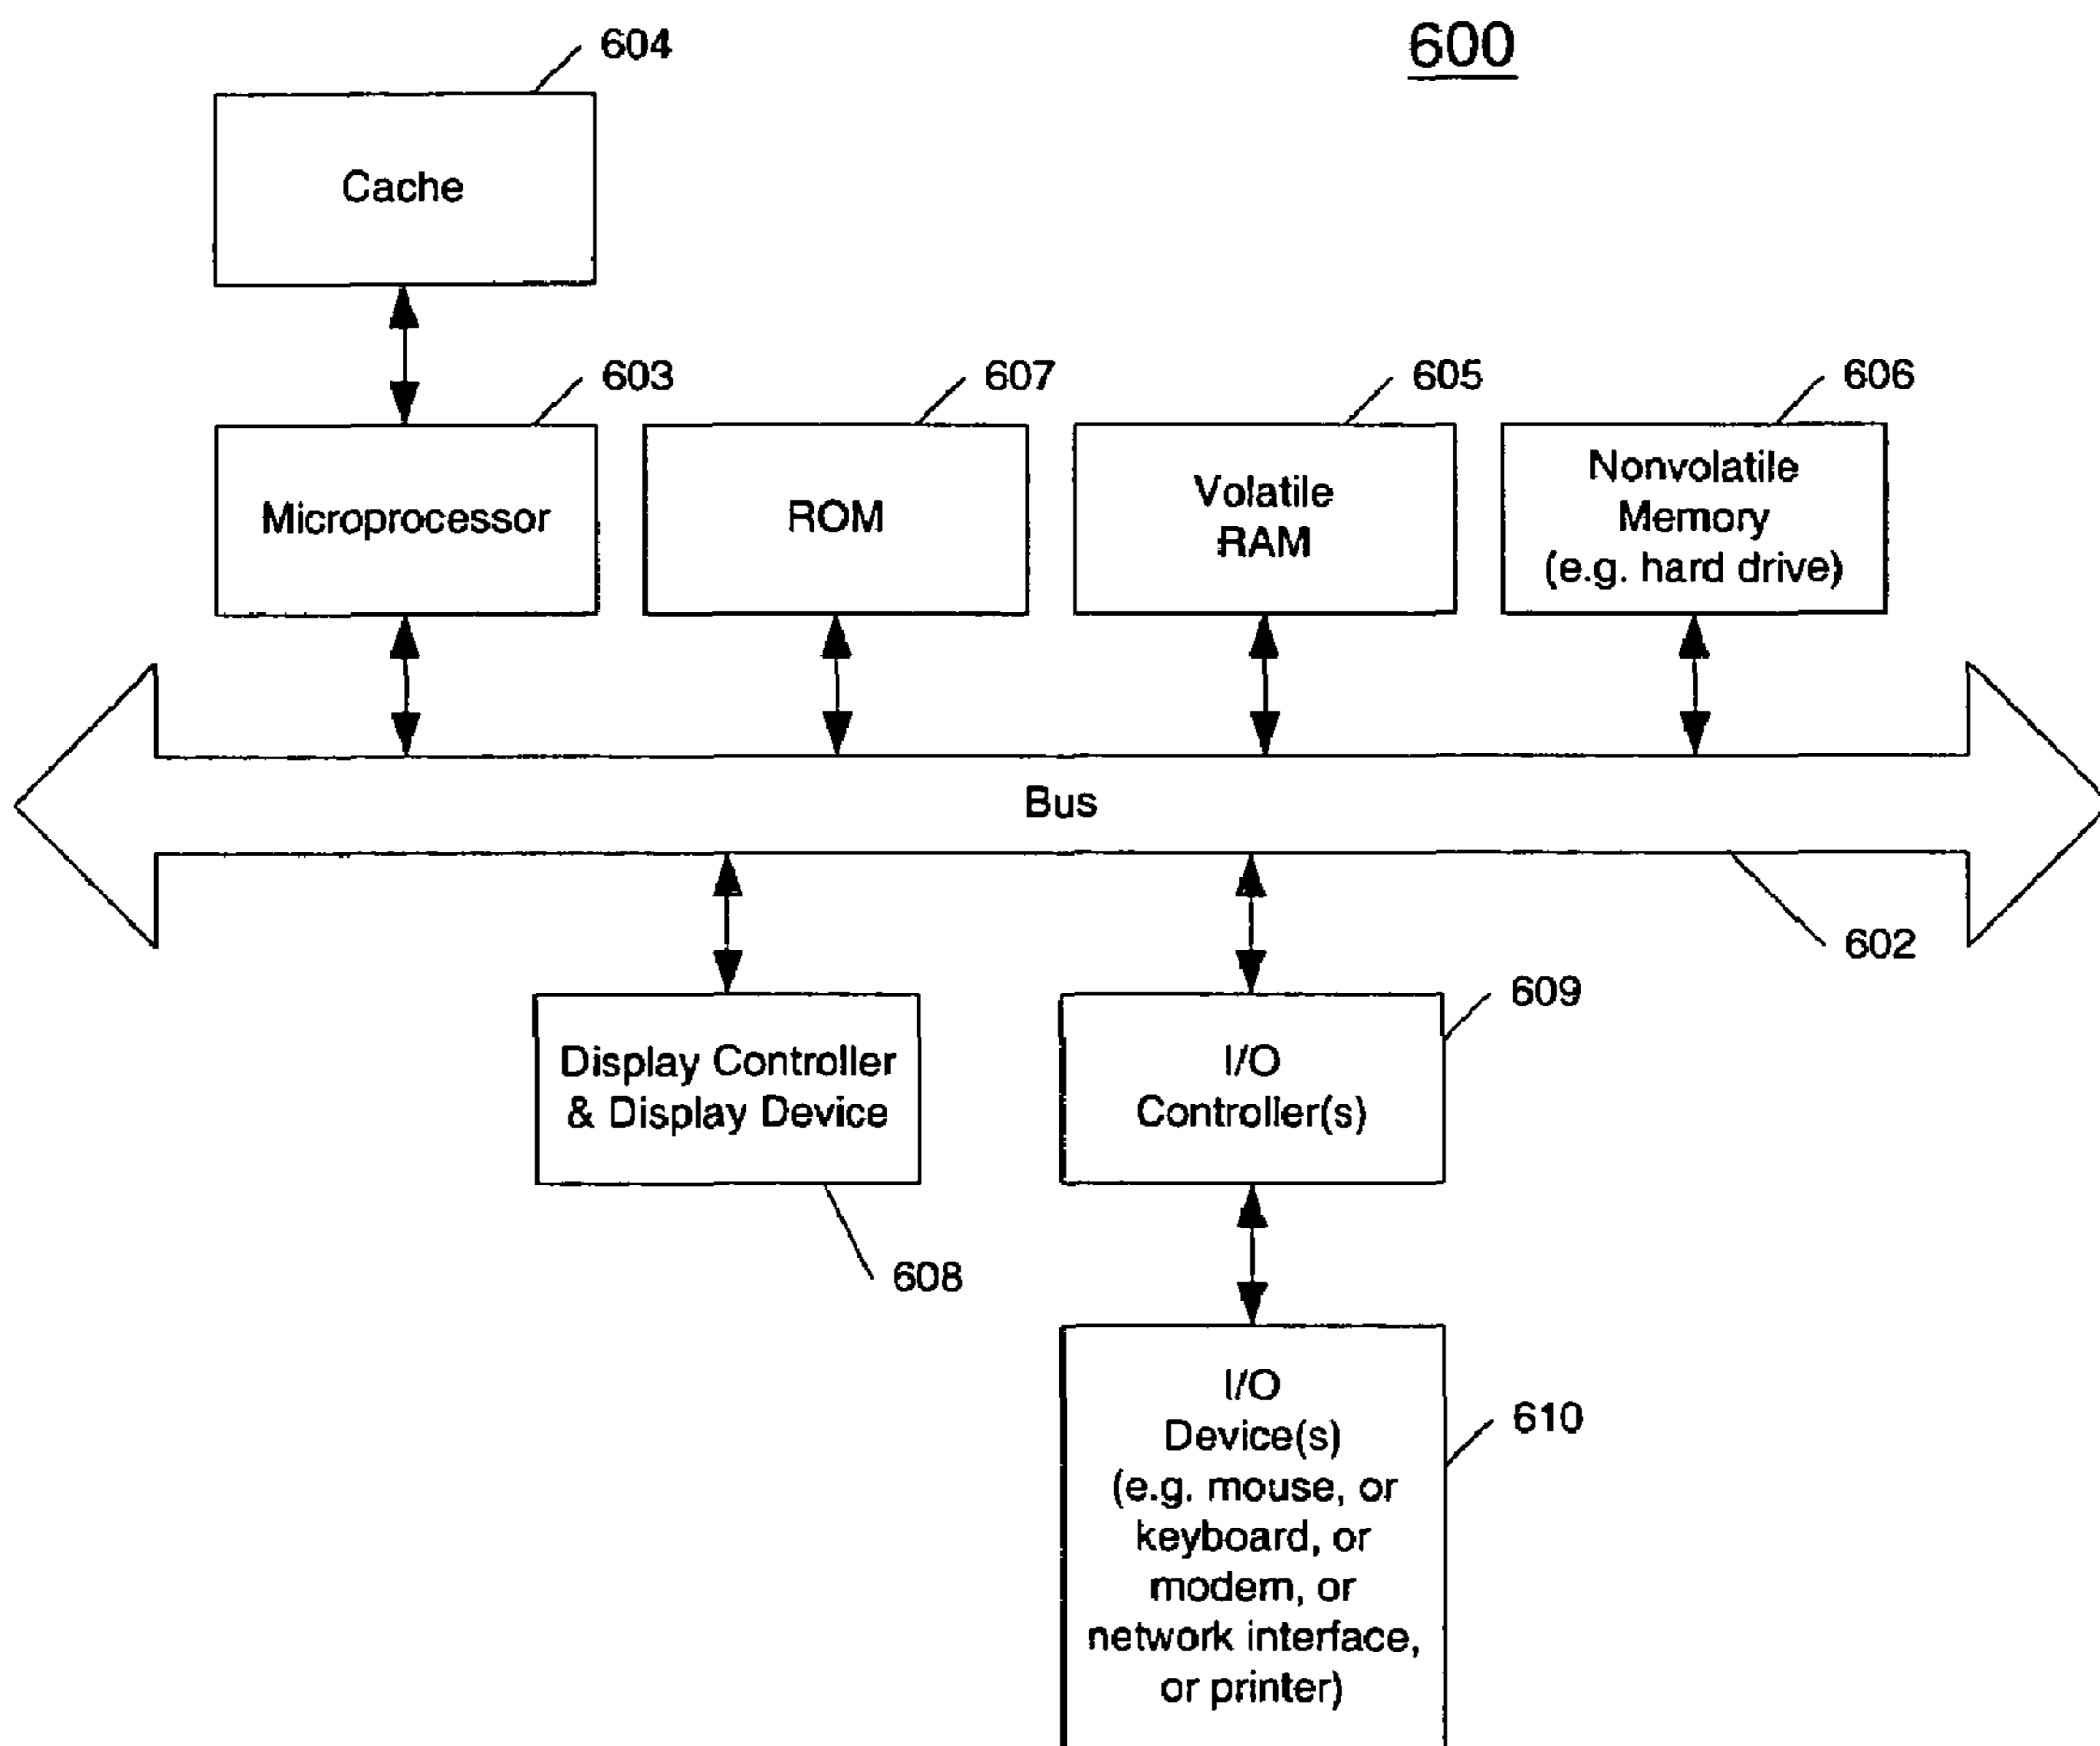 600
604
Cache
603
607
605
606
Microprocessor
ROM
Volatile
RAM
Nonvolatile
Memory
(e.g. hard drive)
Bus
602
609
Display Controller
& Display Device
I/O
Controller(s)
608
610
I/O
Device(s)
(e.g. mouse, or
keyboard, or
modem, or
network interface,
or printer)